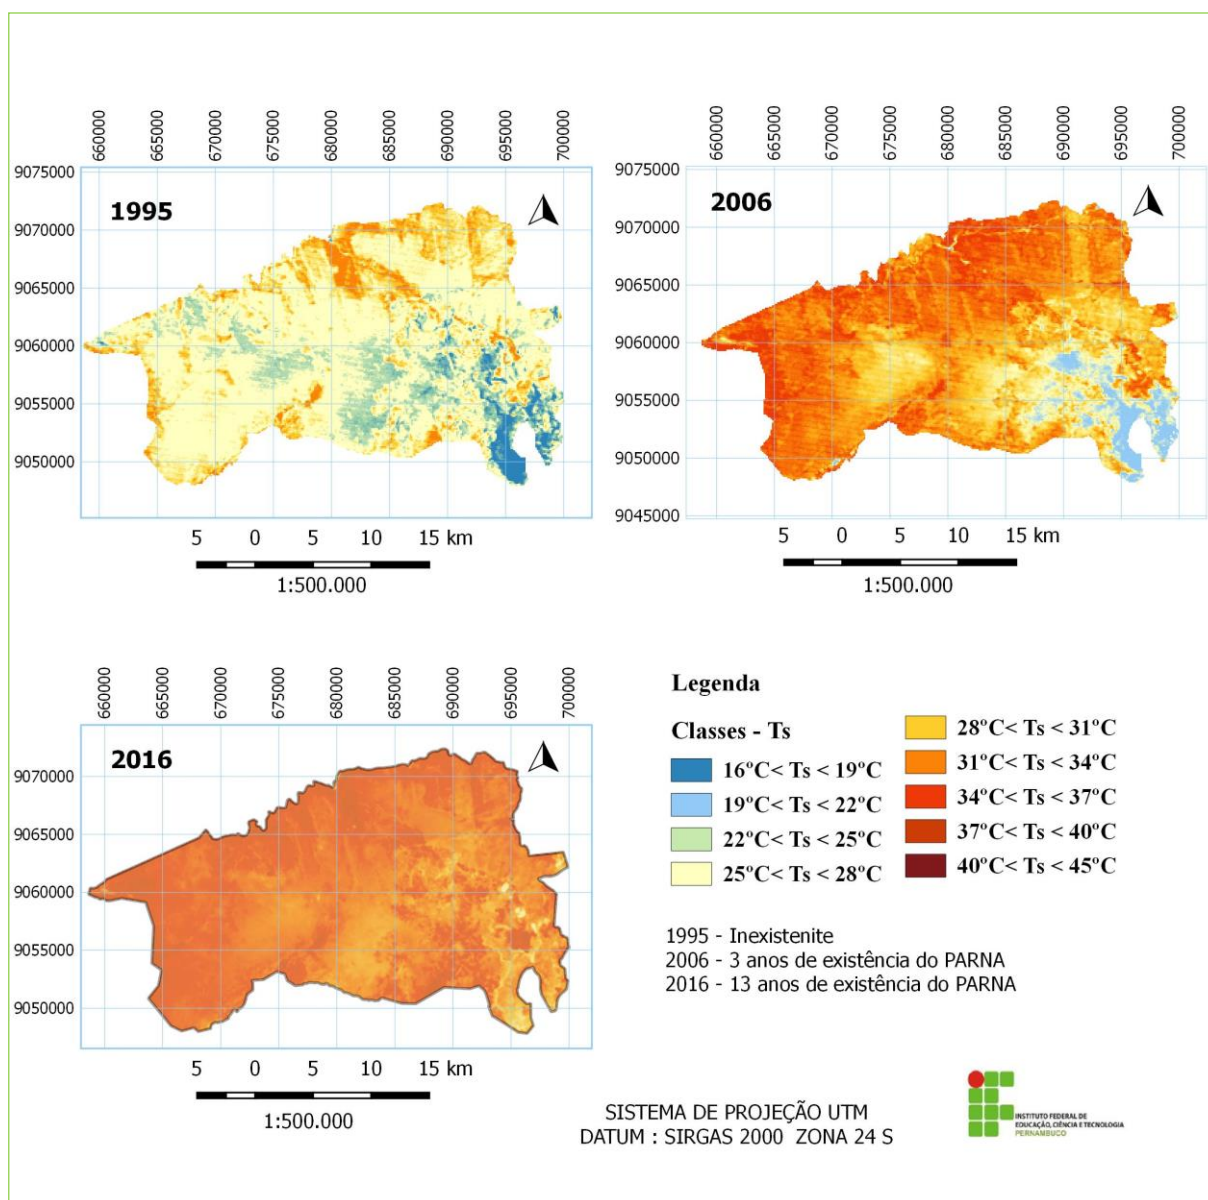 660000
665000
670000
675000
680000
685000
690000
695000
700000
9075000
9070000
9065000
9060000
9055000
9050000
1995
5 0 5 10 15 km
1:500.000
660000
665000
670000
675000
680000
685000
690000
695000
700000
9075000
9070000
9065000
9060000
9055000
9050000
9045000
2006
5 0 5 10 15 km
1:500.000
660000
665000
670000
675000
680000
685000
690000
695000
700000
9070000
9065000
9060000
9055000
9050000
2016
5 0 5 10 15 km
1:500.000
Legenda
Classes - Ts
16ºC< Ts < 19ºC
19ºC< Ts < 22ºC
22ºC< Ts < 25ºC
25ºC< Ts < 28ºC
28ºC< Ts < 31ºC
31ºC< Ts < 34ºC
34ºC< Ts < 37ºC
37ºC< Ts < 40ºC
40ºC< Ts < 45ºC
1995 - Inexistenite
2006 - 3 anos de existência do PARNA
2016 - 13 anos de existência do PARNA
SISTEMA DE PROJEÇÃO UTM
DATUM : SIRGAS 2000 ZONA 24 S
INSTITUTO FEDERAL DE
EDUCAÇÃO, CIÊNCIA E TECNOLOGIA
PERNAMBUCO